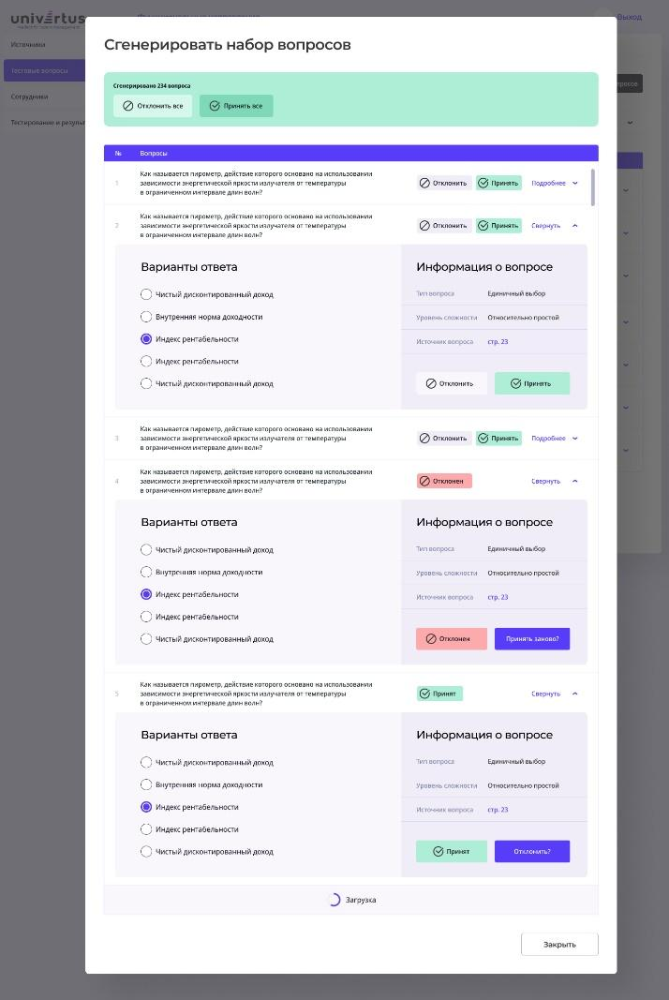 univertus
Выход
Источники
Тестовые вопросы
Сотрудники
Тестирование и резуль
просов
Сгенерировать набор вопросов
Сгенерировано 234 вопроса
Отклонить все
Принять все
№ Вопросы
1
Как называется пирометр, действие которого основано на использовании
зависимости энергетической яркости излучателя от температуры
в ограниченном интервале длин волн?
Отклонить Принять Подробнее
2
Как называется пирометр, действие которого основано на использовании
зависимости энергетической яркости излучателя от температуры
в ограниченном интервале длин волн?
Отклонить Принять Свернуть
Варианты ответа
Чистый дисконтированный доход
Внутренняя норма доходности
Индекс рентабельности
Индекс рентабельности
Чистый дисконтированный доход
Информация о вопросе
Тип вопроса Единичный выбор
Уровень сложности Относительно простой
Источник вопроса стр. 23
Отклонить Принять
3
Как называется пирометр, действие которого основано на использовании
зависимости энергетической яркости излучателя от температуры
в ограниченном интервале длин волн?
Отклонить Принять Подробнее
4
Как называется пирометр, действие которого основано на использовании
зависимости энергетической яркости излучателя от температуры
в ограниченном интервале длин волн?
Отклонен Свернуть
Варианты ответа
Чистый дисконтированный доход
Внутренняя норма доходности
Индекс рентабельности
Индекс рентабельности
Чистый дисконтированный доход
Информация о вопросе
Тип вопроса Единичный выбор
Уровень сложности Относительно простой
Источник вопроса стр. 23
Отклонен Принять заново?
5
Как называется пирометр, действие которого основано на использовании
зависимости энергетической яркости излучателя от температуры
в ограниченном интервале длин волн?
Принят Свернуть
Варианты ответа
Чистый дисконтированный доход
Внутренняя норма доходности
Индекс рентабельности
Индекс рентабельности
Чистый дисконтированный доход
Информация о вопросе
Тип вопроса Единичный выбор
Уровень сложности Относительно простой
Источник вопроса стр. 23
Принят Отклонить?
Загрузка
Закрыть